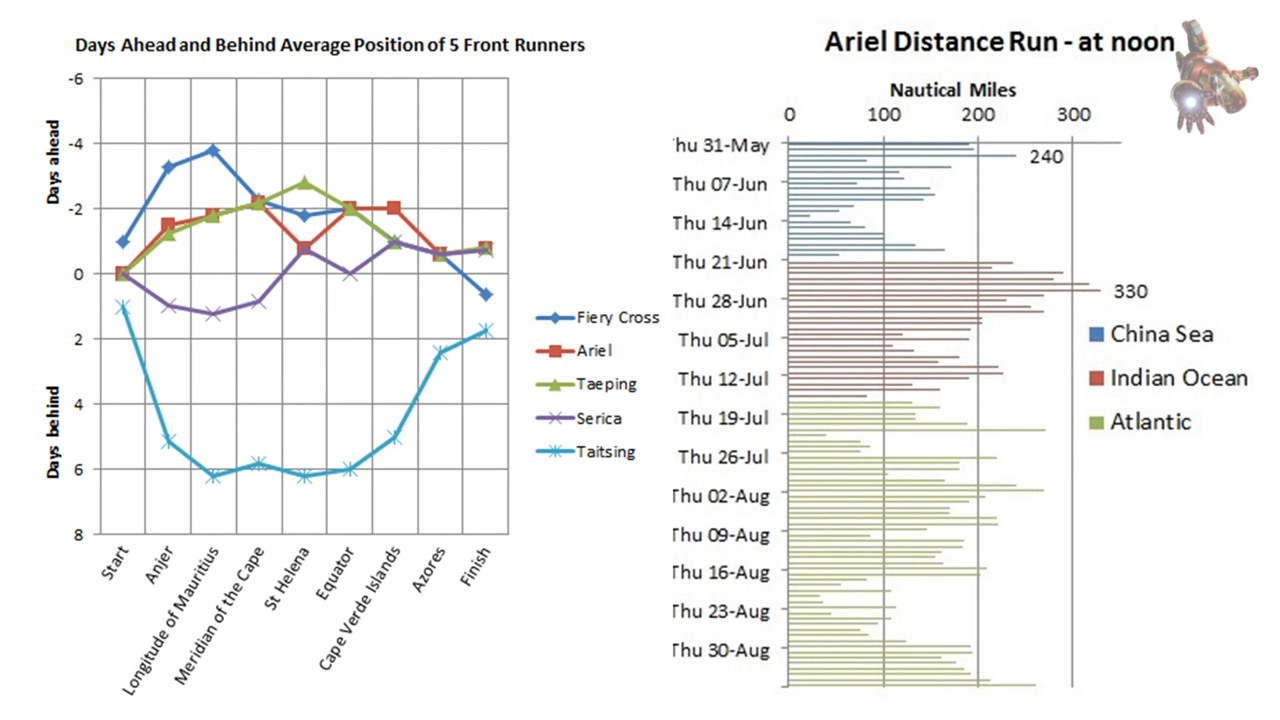 Days Ahead and Behind Average Position of 5 Front Runners
-6
-4
-2
0
2
4
6
8
Days ahead
Days behind
Start
Anjer
Longitude of Mauritius
Meridian of the Cape
St Helena
Equator
Cape Verde Islands
Azores
Finish
Fiery Cross
Ariel
Taeping
Serica
Taitsing
Ariel Distance Run - at noon
Nautical Miles
0 100 200 300
hu 31-May
240
Thu 07-Jun
Thu 14-Jun
Thu 21-Jun
330
Thu 28-Jun
Thu 05-Jul
Thu 12-Jul
Thu 19-Jul
Thu 26-Jul
Thu 02-Aug
Thu 09-Aug
Thu 16-Aug
Thu 23-Aug
Thu 30-Aug
China Sea
Indian Ocean
Atlantic